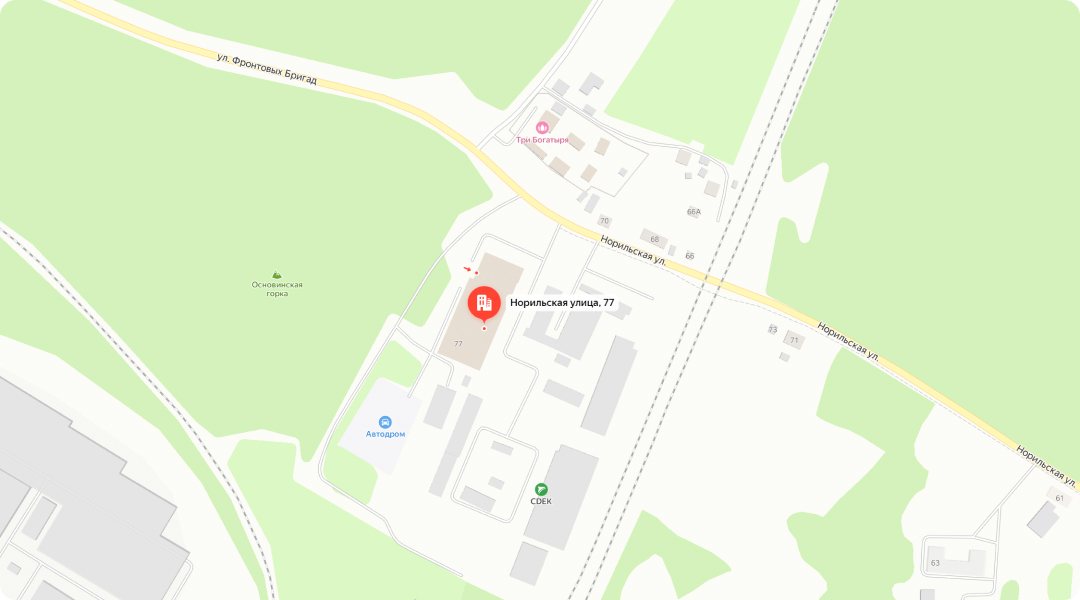 ул. Фронтовых Бригад
Три Богатыря
66А
70
Норильская ул.
68
66
Основинская
горка
Норильская улица, 77
77
73
71
Норильская ул.
Автодром
Норильская ул.
CDEK
61
63